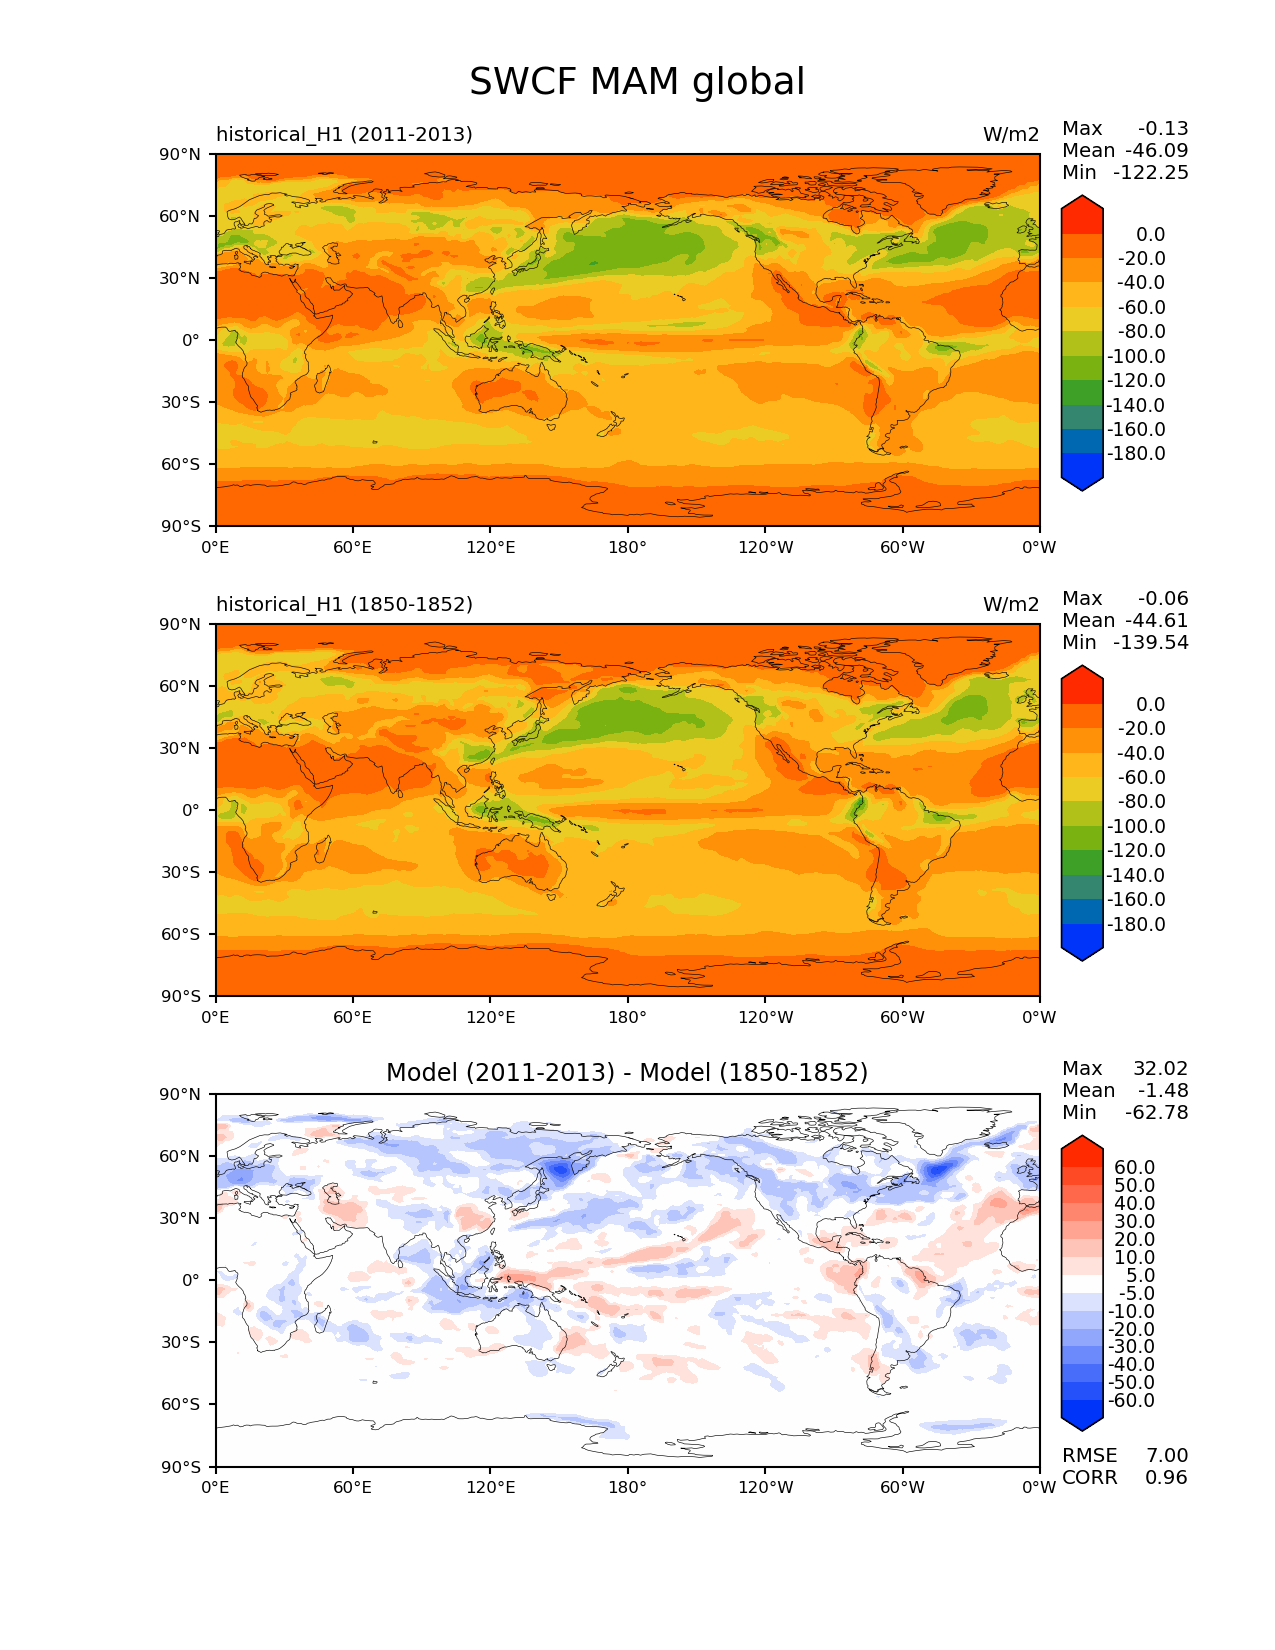 SWCF MAM global
historical_H1 (2011-2013) W/m2
Max -0.13
Mean -46.09
Min -122.25
90°N
60°N
30°N
0°
30°S
60°S
90°S
0°E 60°E 120°E 180° 120°W 60°W 0°W
0.0
-20.0
-40.0
-60.0
-80.0
-100.0
-120.0
-140.0
-160.0
-180.0
historical_H1 (1850-1852) W/m2
Max -0.06
Mean -44.61
Min -139.54
90°N
60°N
30°N
0°
30°S
60°S
90°S
0°E 60°E 120°E 180° 120°W 60°W 0°W
0.0
-20.0
-40.0
-60.0
-80.0
-100.0
-120.0
-140.0
-160.0
-180.0
Model (2011-2013) - Model (1850-1852)
Max 32.02
Mean -1.48
Min -62.78
90°N
60°N
30°N
0°
30°S
60°S
90°S
0°E 60°E 120°E 180° 120°W 60°W 0°W
60.0
50.0
40.0
30.0
20.0
10.0
5.0
-5.0
-10.0
-20.0
-30.0
-40.0
-50.0
-60.0
RMSE 7.00
CORR 0.96